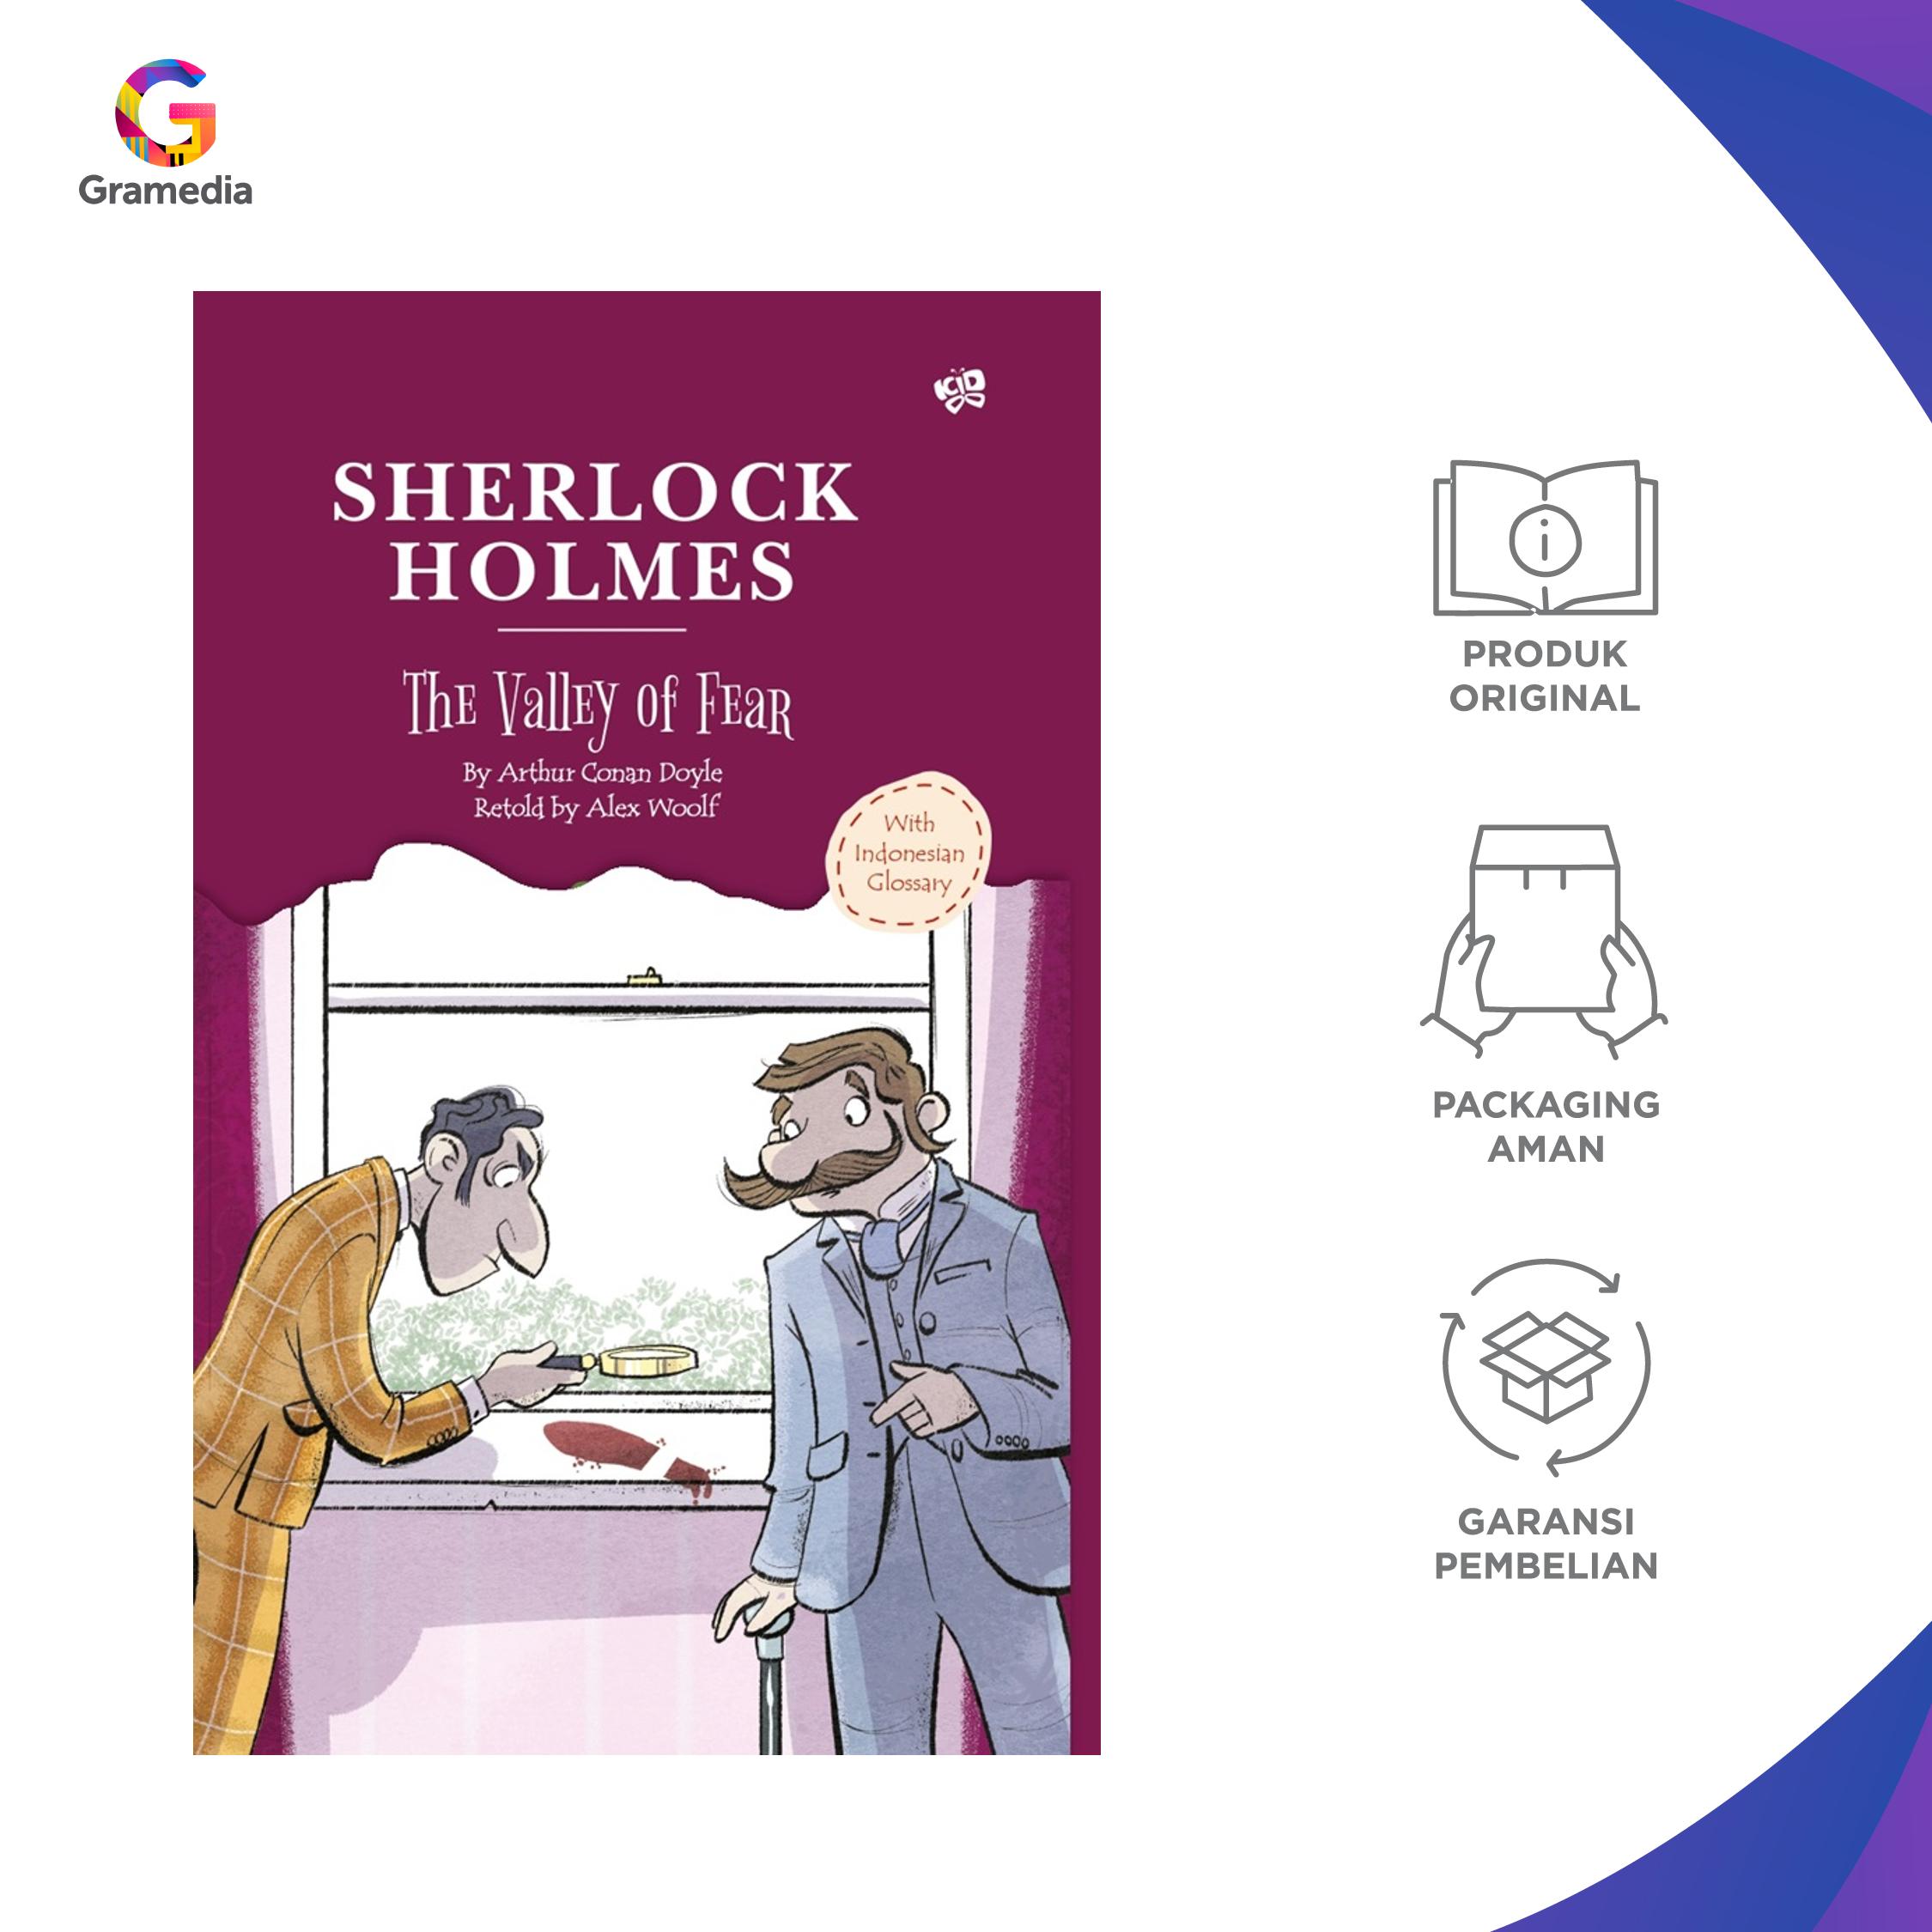 Gramedia
KIDDO
SHERLOCK
HOLMES
The Valley of Fear
By Arthur Conan Doyle
Retold by Alex Woolf
With
Indonesian
Glossary
i
PRODUK
ORIGINAL
PACKAGING
AMAN
GARANSI
PEMBELIAN